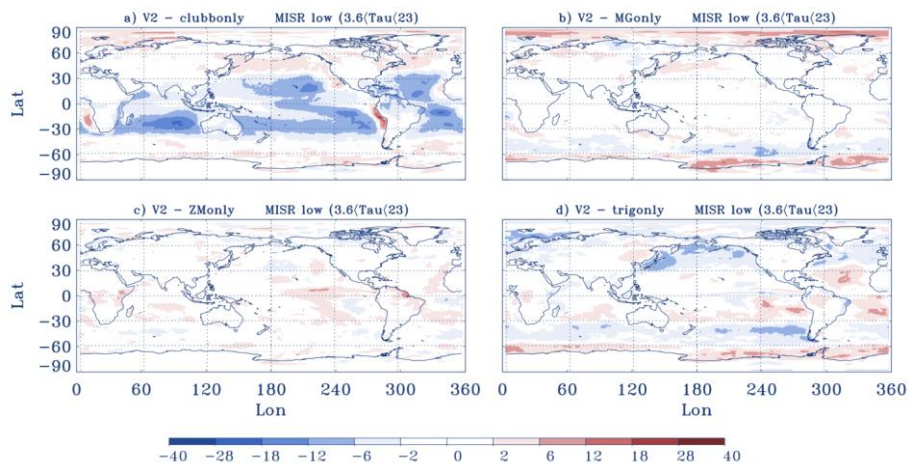 a) V2 – clubbonly MISR low (3.6⟨Tau⟨23)
b) V2 – MGonly MISR low (3.6⟨Tau⟨23)
90
60
30
0
−30
−60
−90
Lat
90
60
30
0
−30
−60
−90
c) V2 – ZMonly MISR low (3.6⟨Tau⟨23)
d) V2 – trigonly MISR low (3.6⟨Tau⟨23)
90
60
30
0
−30
−60
−90
Lat
90
60
30
0
−30
−60
−90
0 60 120 180 240 300 360
Lon
0 60 120 180 240 300 360
Lon
−40 −28 −18 −12 −6 −2 0 2 6 12 18 28 40